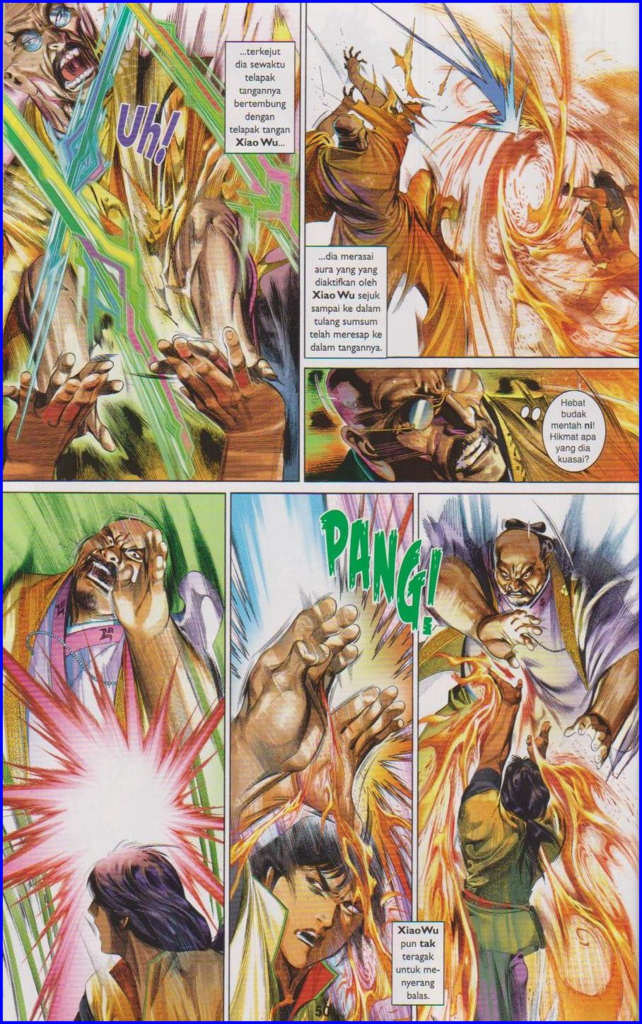 ...terkejut
dia sewaktu
telapak
tangannya
bertembung
dengan
telapak tangan
Xiao Wu...
Uh!
...dia merasai
aura yang yang
diaktifkan oleh
Xiao Wu sejuk
sampai ke dalam
tulang sumsum
telah meresap ke
dalam tangannya.
Hebat
budak
mentah ni!
Hikmat apa
yang dia
kuasai?
PANG!
XiaoWu
pun tak
teragak
untuk me-
nyerang
balas.
50